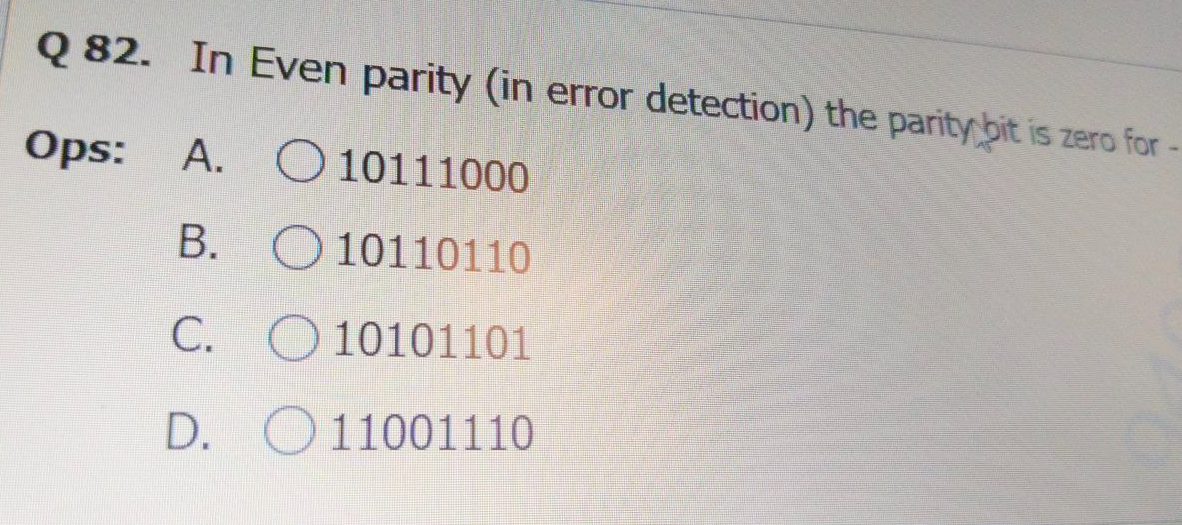 Q 82. In Even parity (in error detection) the parity bit is zero for -
Ops: A. 10111000
B. 10110110
C. 10101101
D. 11001110